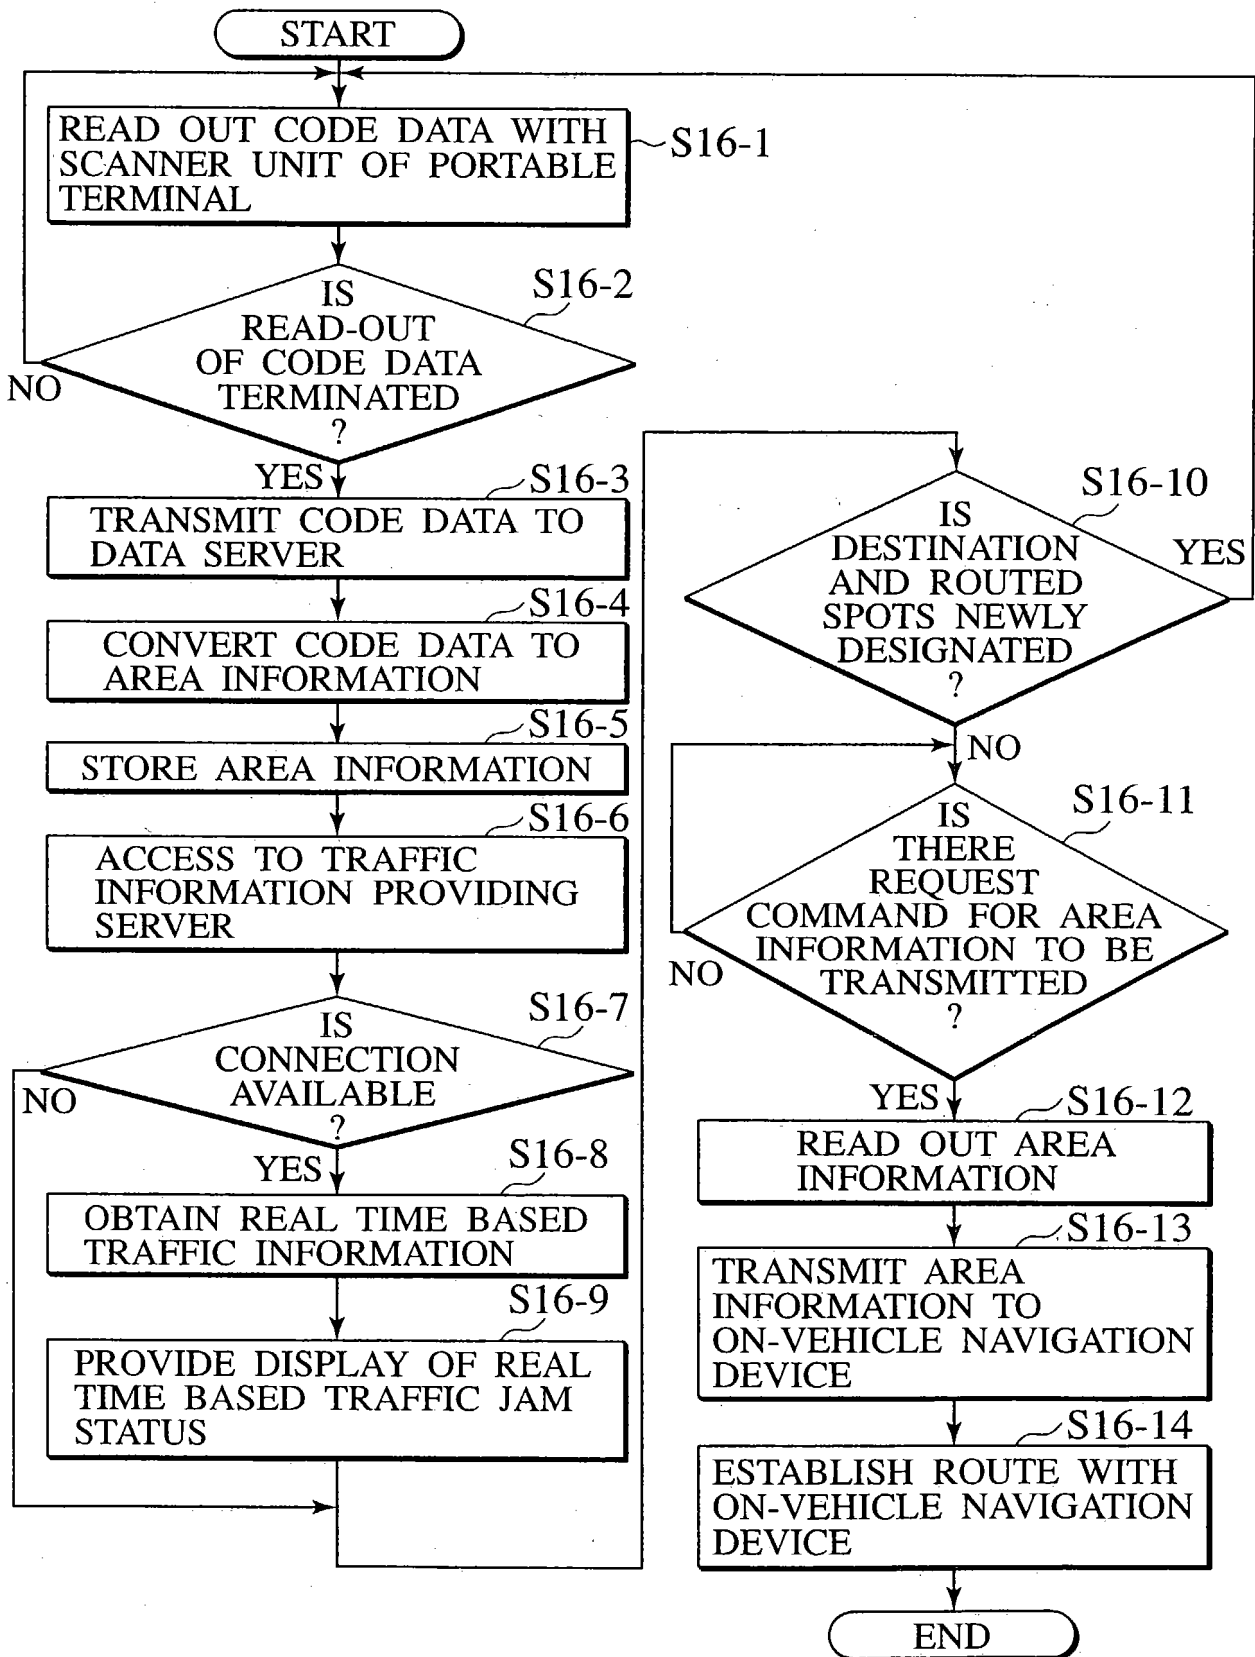 START
READ OUT CODE DATA WITH
SCANNER UNIT OF PORTABLE
TERMINAL
S16-1
IS
READ-OUT
OF CODE DATA
TERMINATED
?
S16-2
NO
YES
S16-3
TRANSMIT CODE DATA TO
DATA SERVER
S16-4
CONVERT CODE DATA TO
AREA INFORMATION
S16-5
STORE AREA INFORMATION
S16-6
ACCESS TO TRAFFIC
INFORMATION PROVIDING
SERVER
S16-7
IS
CONNECTION
AVAILABLE
?
NO
YES
S16-8
OBTAIN REAL TIME BASED
TRAFFIC INFORMATION
S16-9
PROVIDE DISPLAY OF REAL
TIME BASED TRAFFIC JAM
STATUS
S16-10
IS
DESTINATION
AND ROUTED
SPOTS NEWLY
DESIGNATED
?
YES
NO
S16-11
IS
THERE
REQUEST
COMMAND FOR AREA
INFORMATION TO BE
TRANSMITTED
?
NO
YES
S16-12
READ OUT AREA
INFORMATION
S16-13
TRANSMIT AREA
INFORMATION TO
ON-VEHICLE NAVIGATION
DEVICE
S16-14
ESTABLISH ROUTE WITH
ON-VEHICLE NAVIGATION
DEVICE
END